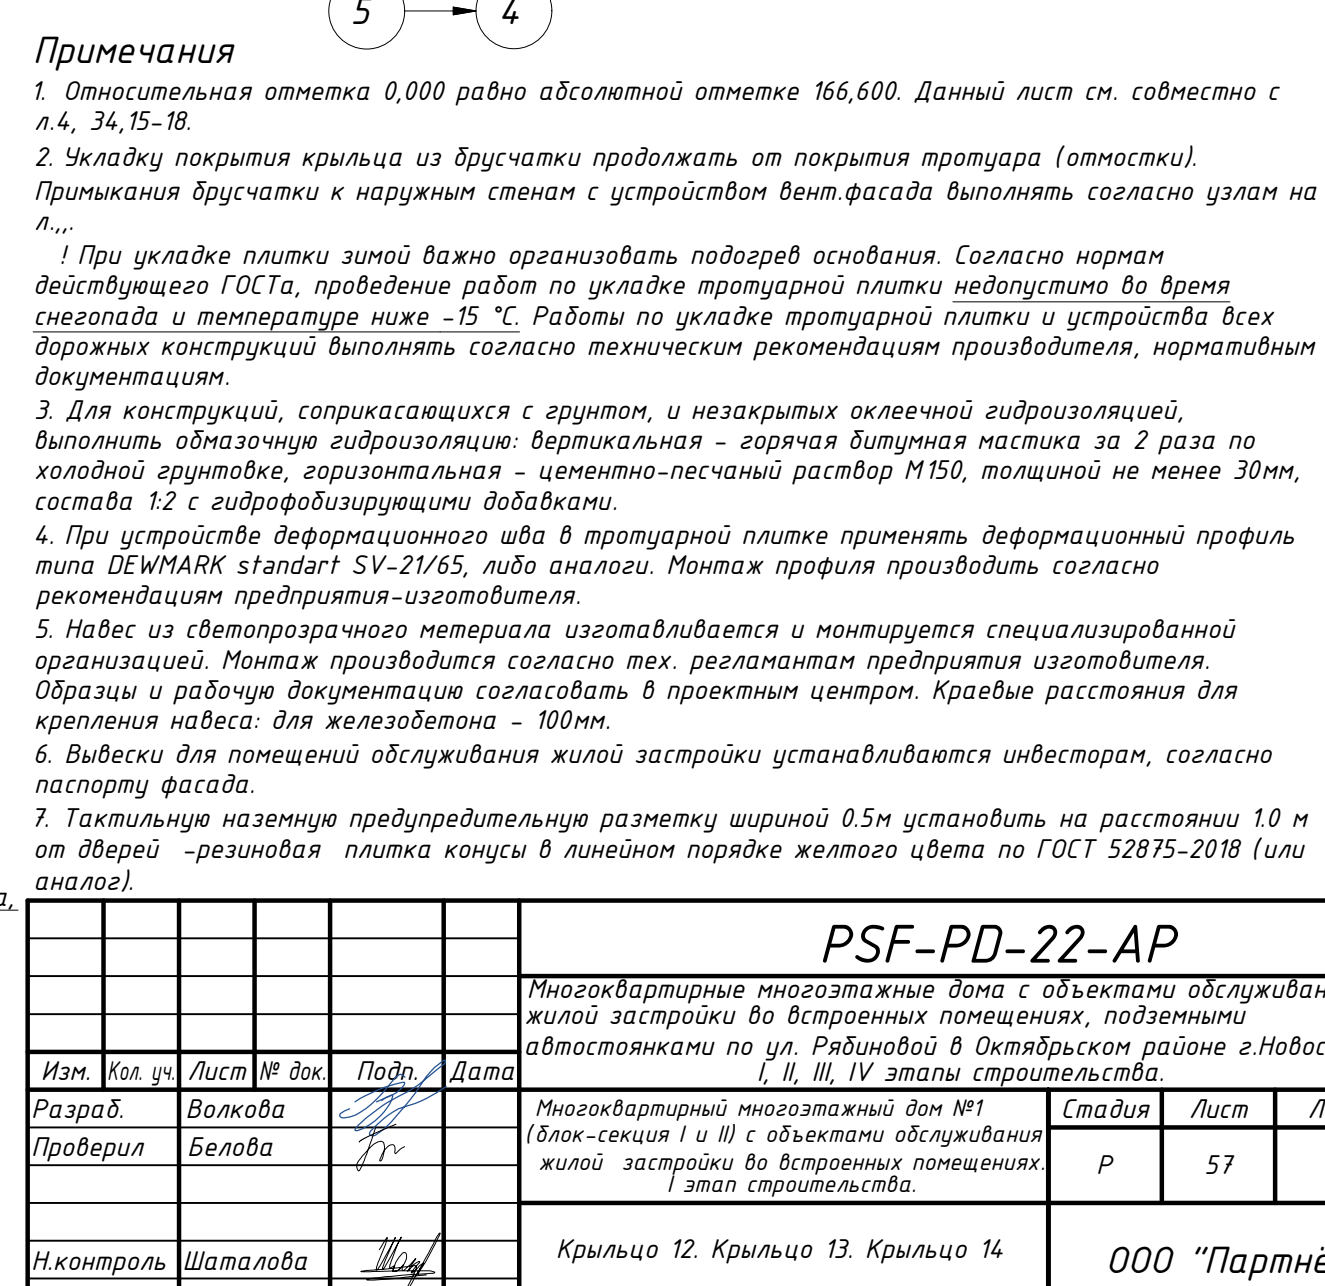 5 4
Примечания
1. Относительная отметка 0,000 равно абсолютной отметке 166,600. Данный лист см. совместно с
л.4, 34,15-18.
2. Укладку покрытия крыльца из брусчатки продолжать от покрытия тротуара (отмостки).
Примыкания брусчатки к наружным стенам с устройством вент.фасада выполнять согласно узлам на
л.,,.
! При укладке плитки зимой важно организовать подогрев основания. Согласно нормам
действующего ГОСТа, проведение работ по укладке тротуарной плитки недопустимо во время
снегопада и температуре ниже -15 °С. Работы по укладке тротуарной плитки и устройства всех
дорожных конструкций выполнять согласно техническим рекомендациям производителя, нормативным
документациям.
3. Для конструкций, соприкасающихся с грунтом, и незакрытых оклеечной гидроизоляцией,
выполнить обмазочную гидроизоляцию: вертикальная - горячая битумная мастика за 2 раза по
холодной грунтовке, горизонтальная - цементно-песчаный раствор М150, толщиной не менее 30мм,
состава 1:2 с гидрофобизирующими добавками.
4. При устройстве деформационного шва в тротуарной плитке применять деформационный профиль
типа DEWMARK standart SV-21/65, либо аналоги. Монтаж профиля производить согласно
рекомендациям предприятия-изготовителя.
5. Навес из светопрозрачного метериала изготавливается и монтируется специализированной
организацией. Монтаж производится согласно тех. регламантам предприятия изготовителя.
Образцы и рабочую документацию согласовать в проектным центром. Краевые расстояния для
крепления навеса: для железобетона - 100мм.
6. Вывески для помещений обслуживания жилой застройки устанавливаются инвесторам, согласно
паспорту фасада.
7. Тактильную наземную предупредительную разметку шириной 0.5м установить на расстоянии 1.0 м
от дверей -резиновая плитка конусы в линейном порядке желтого цвета по ГОСТ 52875-2018 (или
аналог).
PSF-PD-22-AP
Многоквартирные многоэтажные дома с объектами обслуживан
жилой застройки во встроенных помещениях, подземными
автостоянками по ул. Рябиновой в Октябрьском районе г.Новос
I, II, III, IV этапы строительства.
Изм. Кол. уч. Лист № док. Подп. Дата
Разраб. Волкова
Проверил Белова
Многоквартирный многоэтажный дом №1
(блок-секция I и II) с объектами обслуживания
жилой застройки во встроенных помещениях.
I этап строительства.
Стадия Лист
Р 57
Н.контроль Шаталова
Крыльцо 12. Крыльцо 13. Крыльцо 14
ООО "Партнё